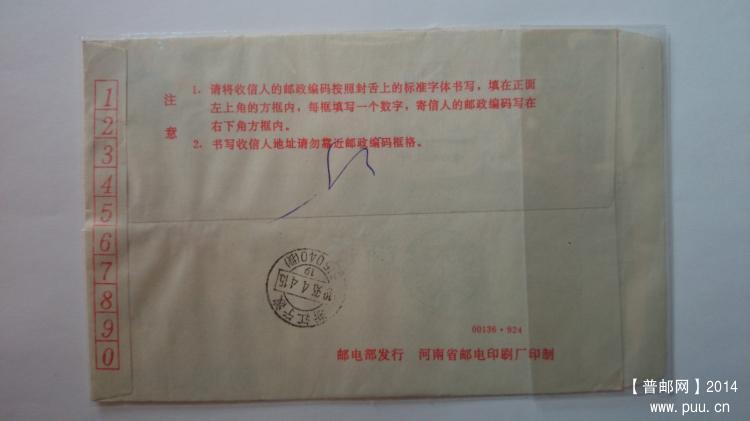 1
2
3
4
5
6
7
8
9
0
注意
1. 请将收信人的邮政编码按照封舌上的标准字体书写，填在正面
左上角的方框内，每框填写一个数字，寄信人的邮政编码写在
右下角方框内。
2. 书写收信人地址请勿靠近邮政编码框格。
00136·924
邮电部发行 河南省邮电印刷厂印制
【普邮网】2014
www.puu.cn